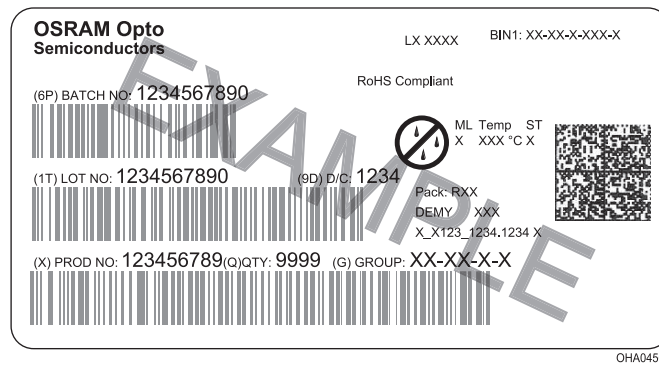 OSRAM Opto
Semiconductors
LX XXXX
BIN1: XX-XX-X-XXX-X
RoHS Compliant
(6P) BATCH NO: 1234567890
ML Temp ST
X XXX °C X
(1T) LOT NO: 1234567890 (9D) D/C: 1234
Pack: RXX
DEMY XXX
X_X123_1234.1234 X
(X) PROD NO: 123456789(Q)QTY: 9999 (G) GROUP: XX-XX-X-X
EXAMPLE
OHA045